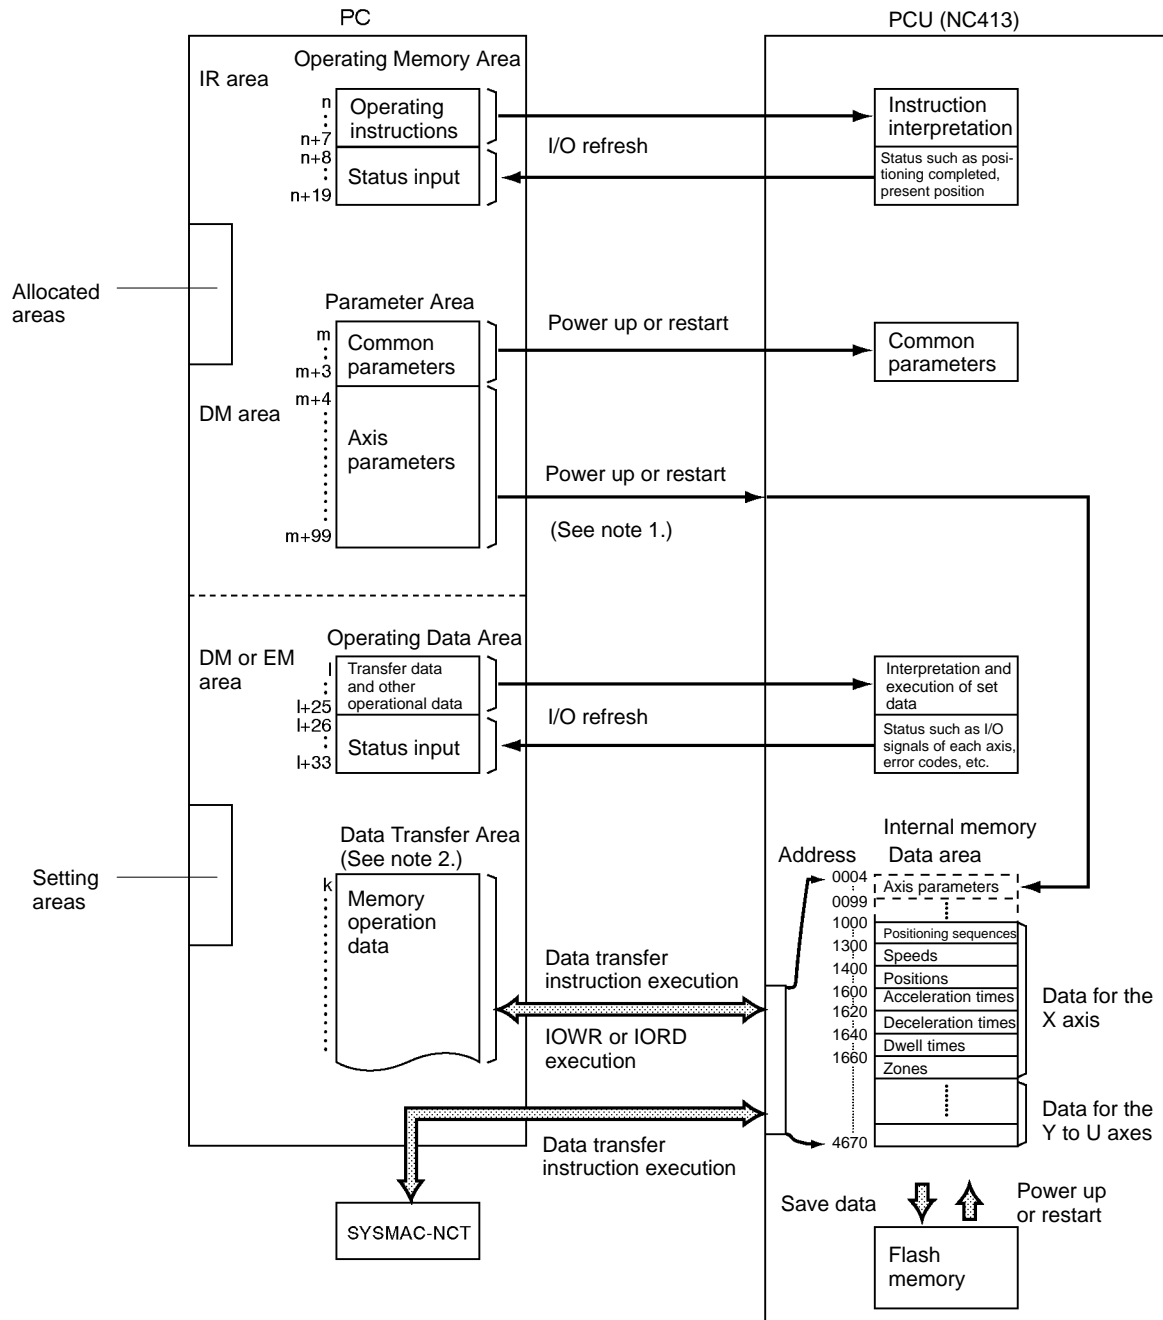 PC
PCU (NC413)
Operating Memory Area
IR area
n
n+7
n+8
n+19
Operating
instructions
Status input
I/O refresh
Instruction
interpretation
Status such as posi-
tioning completed,
present position
Allocated
areas
Parameter Area
m
m+3
m+4
m+99
Common
parameters
Power up or restart
Common
parameters
DM area
Axis
parameters
Power up or restart
(See note 1.)
Operating Data Area
DM or EM
area
l
l+25
l+26
l+33
Transfer data
and other
operational data
Status input
I/O refresh
Interpretation and
execution of set
data
Status such as I/O
signals of each axis,
error codes, etc.
Setting
areas
Data Transfer Area
(See note 2.)
k
Memory
operation
data
Data transfer
instruction execution
IOWR or IORD
execution
Data transfer
instruction execution
SYSMAC-NCT
Internal memory
Address
Data area
0004
Axis parameters
0099
1000
Positioning sequences
1300
Speeds
1400
Positions
1600
Acceleration times
1620
Deceleration times
1640
Dwell times
1660
Zones
4670
Data for the
X axis
Data for the
Y to U axes
Save data
Power up
or restart
Flash
memory